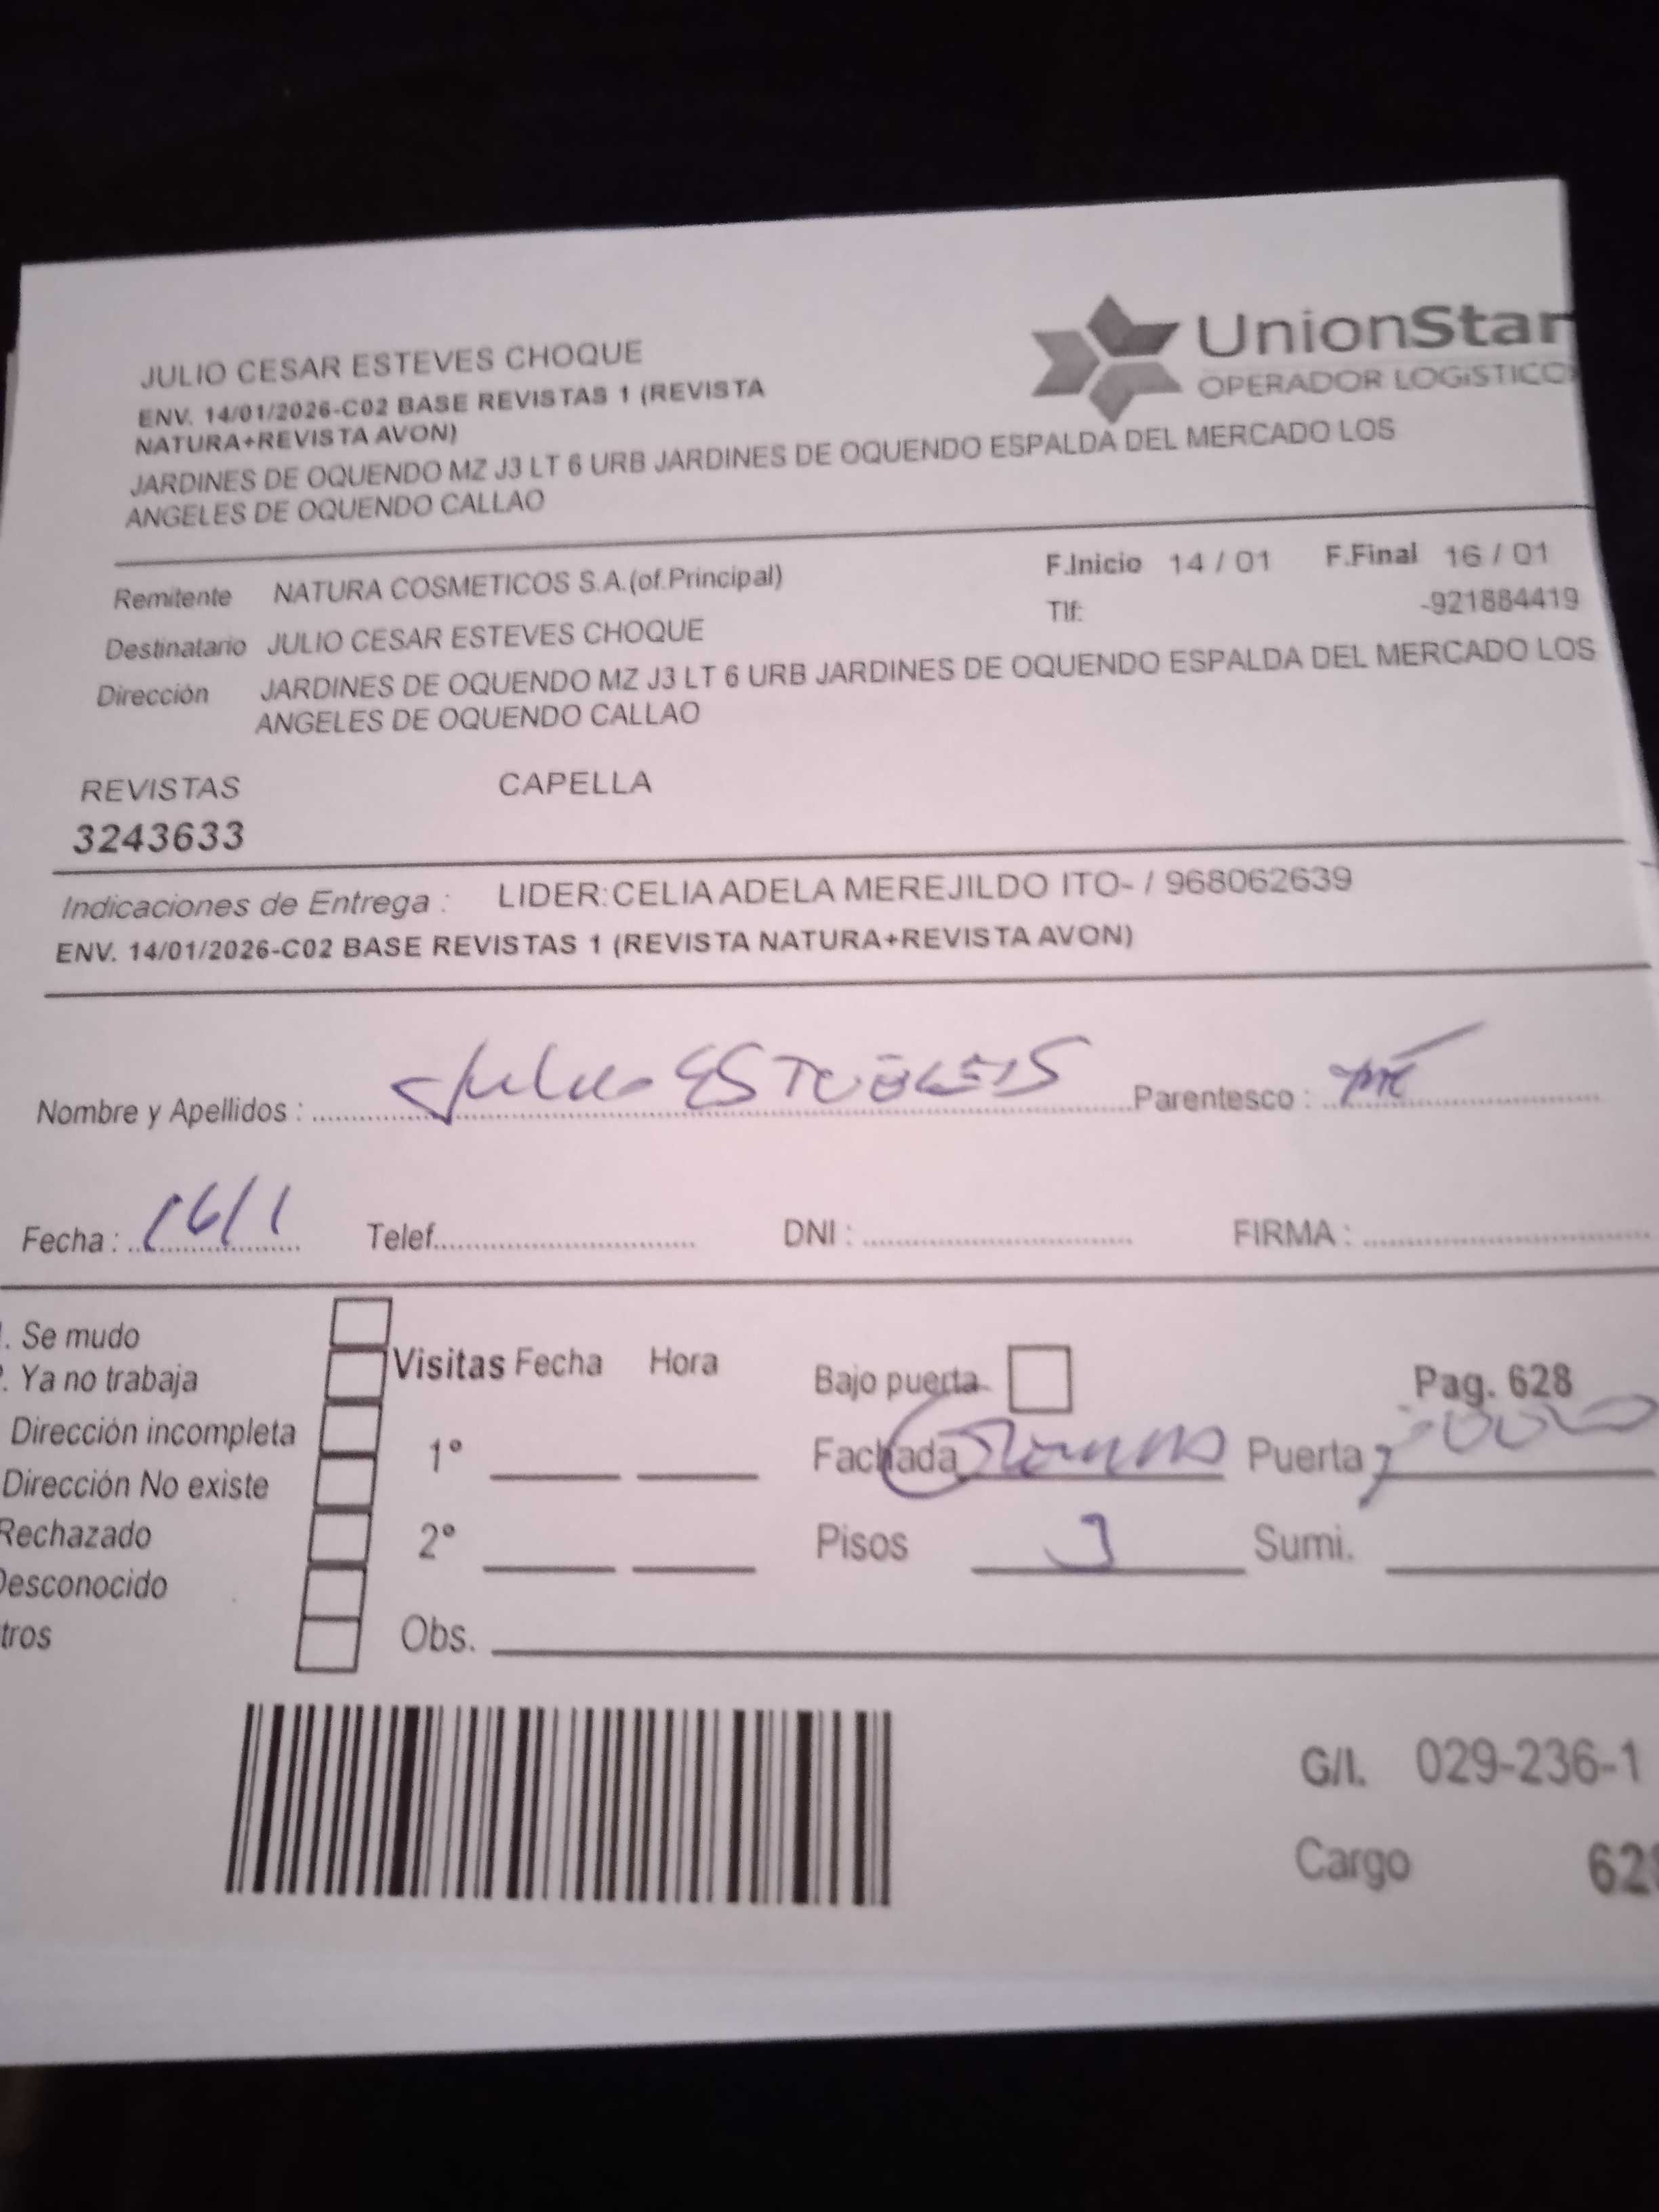 JULIO CESAR ESTEVES CHOQUE
ENV. 14/01/2026-C02 BASE REVISTAS 1 (REVISTA
NATURA+REVISTA AVON)
JARDINES DE OQUENDO MZ J3 LT 6 URB JARDINES DE OQUENDO ESPALDA DEL MERCADO LOS
ANGELES DE OQUENDO CALLAO
UnionStar
OPERADOR LOGÍSTICO
Remitente NATURA COSMETICOS S.A.(of.Principal) F.Inicio 14 / 01 F.Final 16 / 01
Tlf: -921884419
Destinatario JULIO CESAR ESTEVES CHOQUE
Dirección JARDINES DE OQUENDO MZ J3 LT 6 URB JARDINES DE OQUENDO ESPALDA DEL MERCADO LOS
ANGELES DE OQUENDO CALLAO
REVISTAS CAPELLA
3243633
Indicaciones de Entrega : LIDER:CELIA ADELA MEREJILDO ITO- / 968062639
ENV. 14/01/2026-C02 BASE REVISTAS 1 (REVISTA NATURA+REVISTA AVON)
Nombre y Apellidos : Julio Parentesco :
Fecha : 16/1 Telef. DNI : FIRMA :
. Se mudo
. Ya no trabaja
Dirección incompleta
Dirección No existe
Rechazado
Desconocido
tros
Visitas Fecha Hora
1°
2°
Obs.
Bajo puerta Pag. 628
Fachada Puerta
Pisos Sumi.
G/I. 029-236-1
Cargo 628